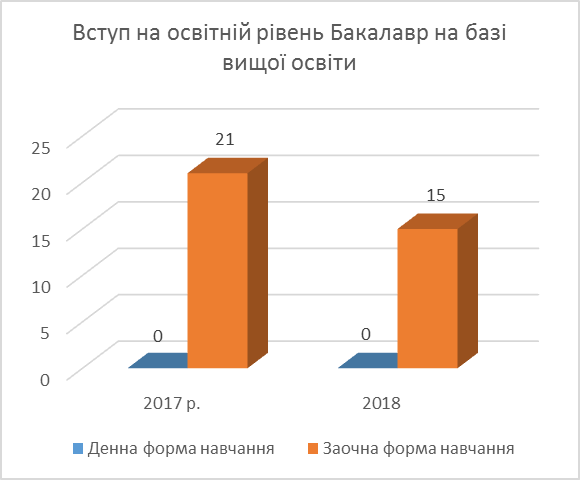 Вступ на освітній рівень Бакалавр на базі
вищої освіти
25
20
15
10
5
0
21
15
0
0
2017 р.
2018
Денна форма навчання
Заочна форма навчання